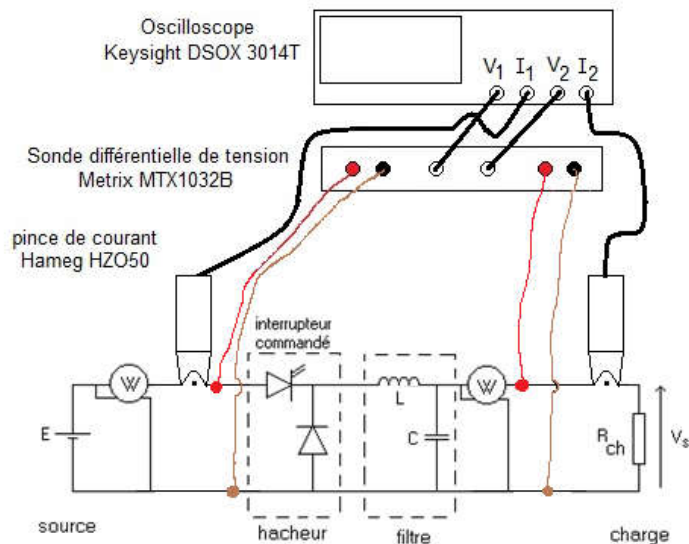 Oscilloscope
Keysight DSOX 3014T
V1 I1 V2 I2
Sonde différentielle de tension
Metrix MTX1032B
pince de courant
Hameg HZO50
interrupteur
commandé
W
W
L
E
C
Rch
Vs
source
hacheur
filtre
charge